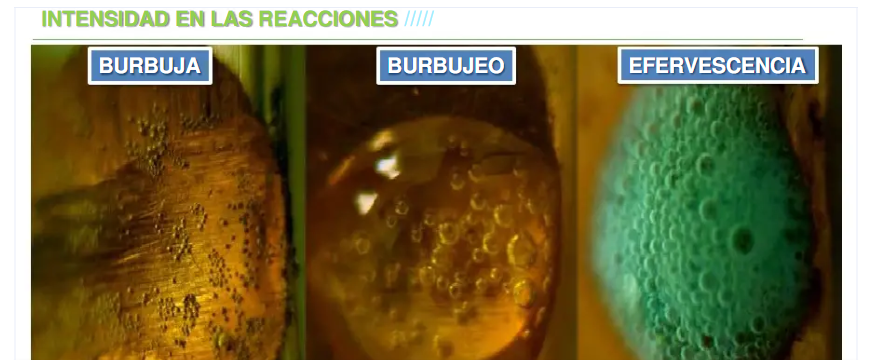 INTENSIDAD EN LAS REACCIONES /////
BURBUJA
BURBUJEO
EFERVESCENCIA